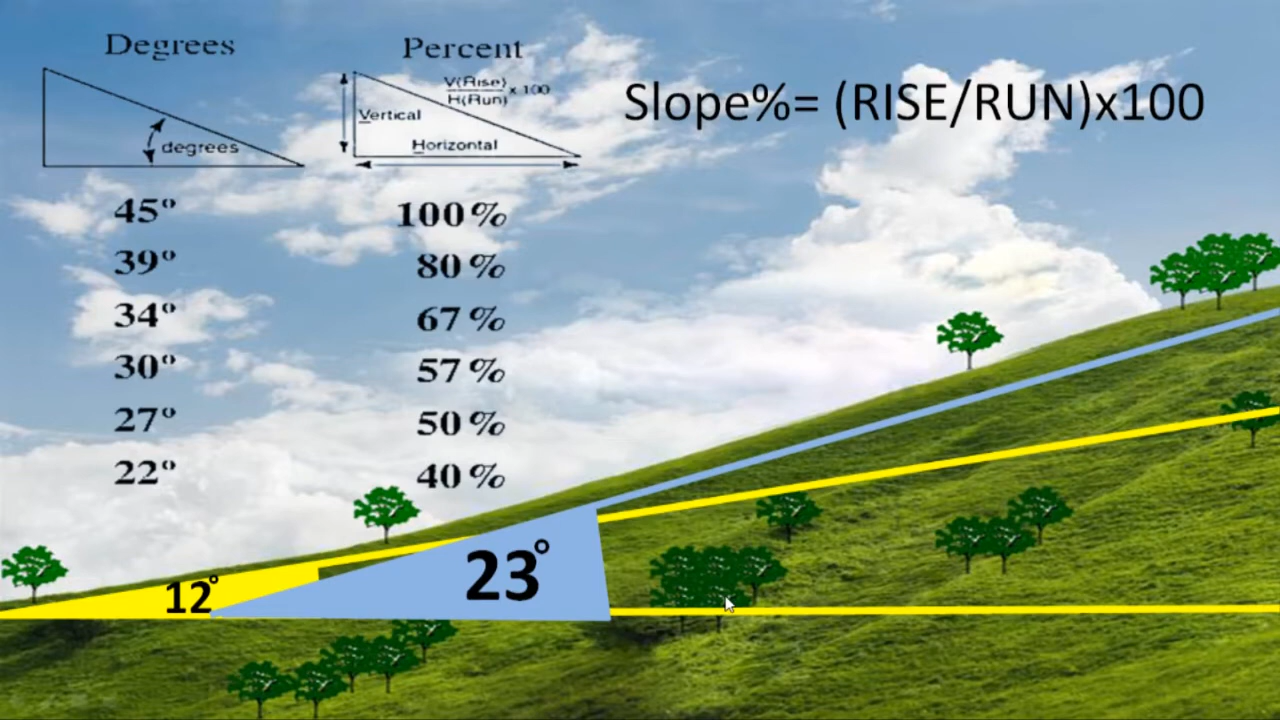 Degrees
Percent
Slope%= (RISE/RUN)x100
V(Rise)
H(Run)
x 100
Vertical
Horizontal
degrees
45° 100%
39° 80%
34° 67%
30° 57%
27° 50%
22° 40%
23°
12°